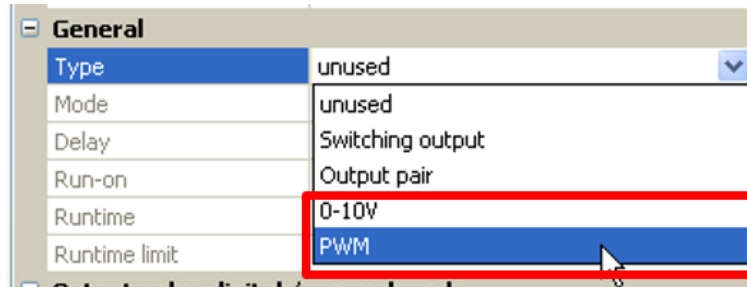 General
Type unused
Mode unused
Delay Switching output
Run-on Output pair
Runtime 0-10V
Runtime limit PWM